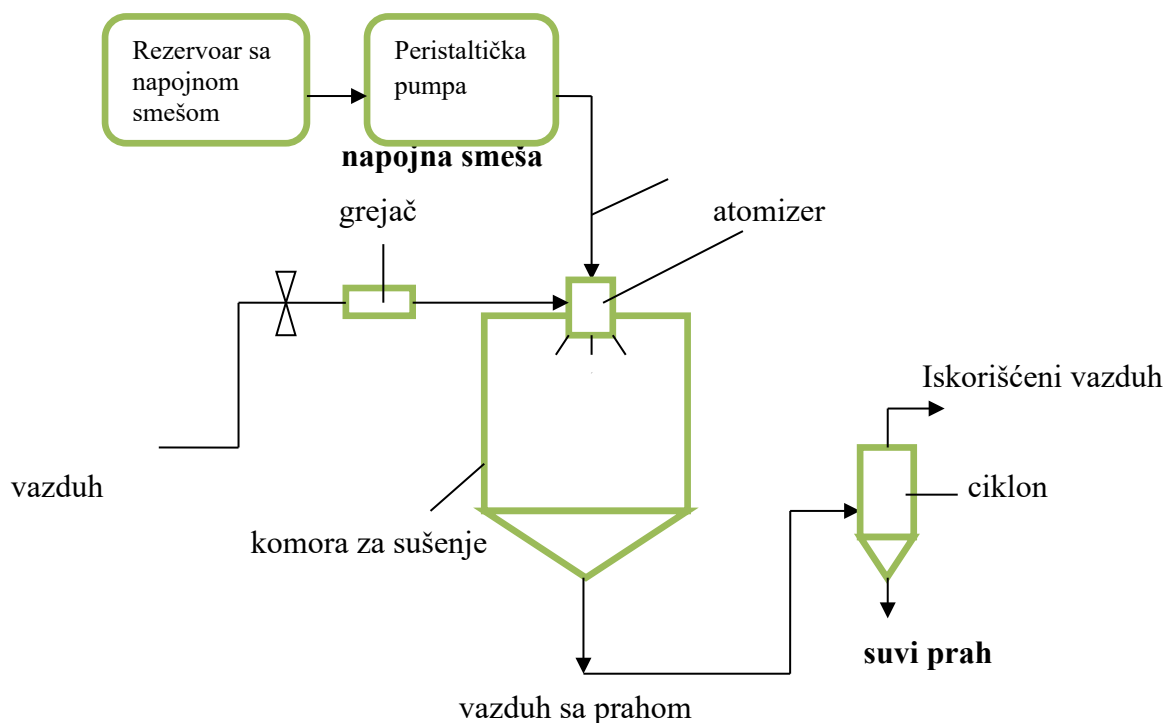 Rezervoar sa
napojnom
smešom
Peristaltička
pumpa
napojna smeša
grejač
atomizer
Iskorišćeni vazduh
vazduh
ciklon
komora za sušenje
suvi prah
vazduh sa prahom